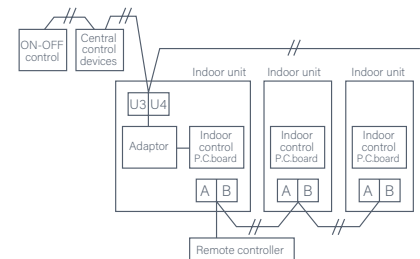 ON-OFF
control
Central
control
devices
Indoor unit
Indoor unit
Indoor unit
U3 U4
Adaptor
Indoor
control
P.C.board
Indoor
control
P.C.board
Indoor
control
P.C.board
A B
A B
A B
Remote controller